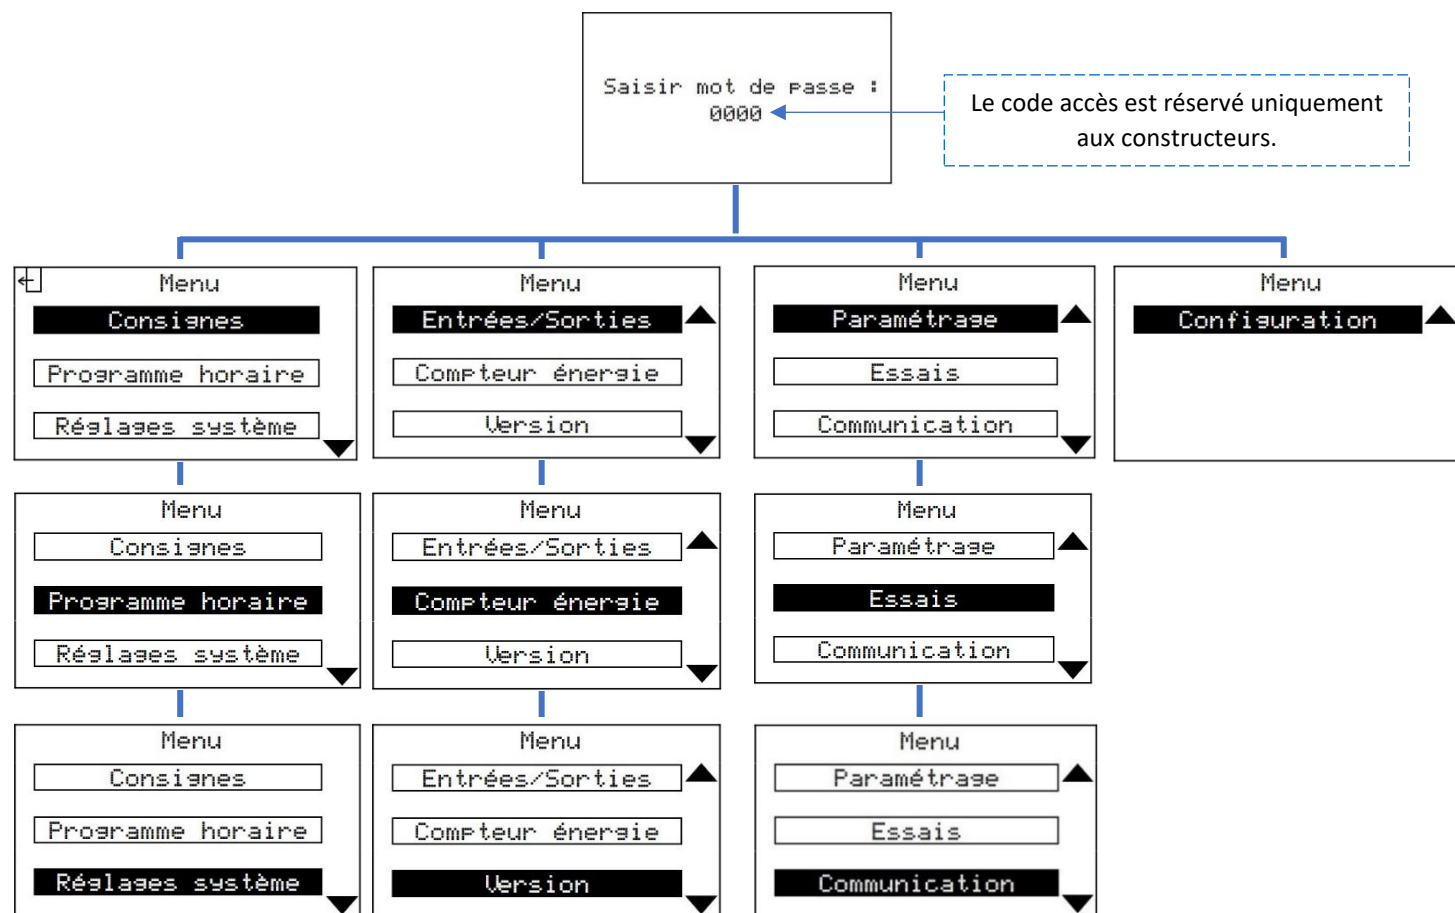 Saisir mot de passe :
0000
Le code accès est réservé uniquement
aux constructeurs.
Menu
Consignes
Programme horaire
Réglages système
Menu
Entrées/Sorties
Compteur énergie
Version
Menu
Paramétrage
Essais
Communication
Menu
Configuration
Menu
Consignes
Programme horaire
Réglages système
Menu
Entrées/Sorties
Compteur énergie
Version
Menu
Paramétrage
Essais
Communication
Menu
Consignes
Programme horaire
Réglages système
Menu
Entrées/Sorties
Compteur énergie
Version
Menu
Paramétrage
Essais
Communication